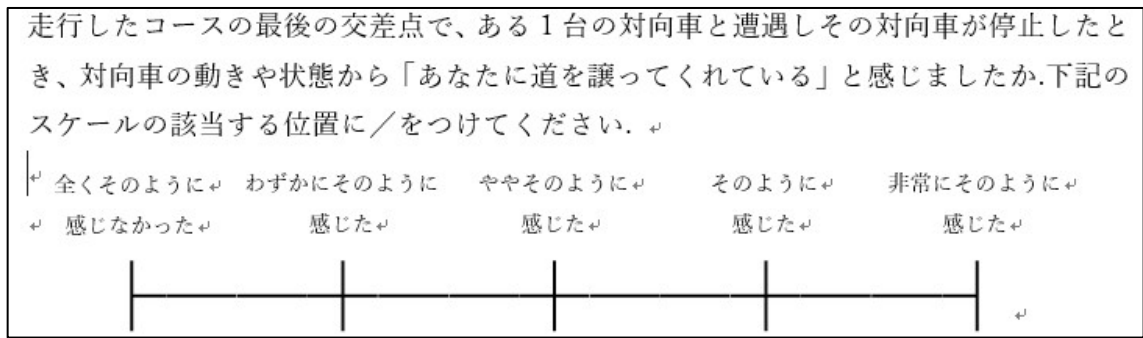 走行したコースの最後の交差点で、ある1台の対向車と遭遇しその対向車が停止したと
き、対向車の動きや状態から「あなたに道を譲ってくれている」と感じましたか.下記の
スケールの該当する位置に／をつけてください.
全くそのように わずかにそのように ややそのように そのように 非常にそのように
感じなかった 感じた 感じた 感じた 感じた